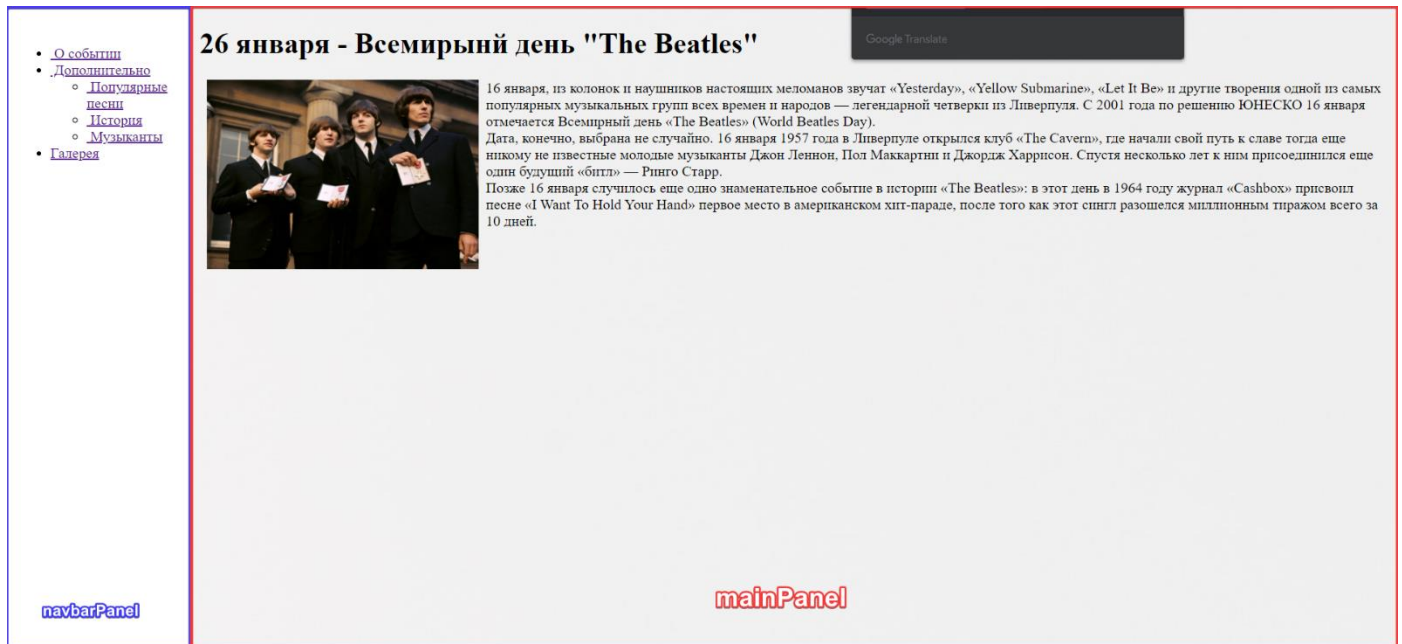 О событии
Дополнительно
Популярные
песни
История
Музыканты
Галерея
navbarPanel
26 января - Всемирынй день "The Beatles"
Google Translate
16 января, из колонок и наушников настоящих меломанов звучат «Yesterday», «Yellow Submarine», «Let It Be» и другие творения одной из самых
популярных музыкальных групп всех времен и народов — легендарной четверки из Ливерпуля. С 2001 года по решению ЮНЕСКО 16 января
отмечается Всемирный день «The Beatles» (World Beatles Day).
Дата, конечно, выбрана не случайно. 16 января 1957 года в Ливерпуле открылся клуб «The Cavern», где начали свой путь к славе тогда еще
никому не известные молодые музыканты Джон Леннон, Пол Маккартни и Джордж Харрисон. Спустя несколько лет к ним присоединился еще
один будущий «битл» — Ринго Старр.
Позже 16 января случилось еще одно знаменательное событие в истории «The Beatles»: в этот день в 1964 году журнал «Cashbox» присвоил
песне «I Want To Hold Your Hand» первое место в американском хит-параде, после того как этот сингл разошелся миллионным тиражом всего за
10 дней.
mainPanel